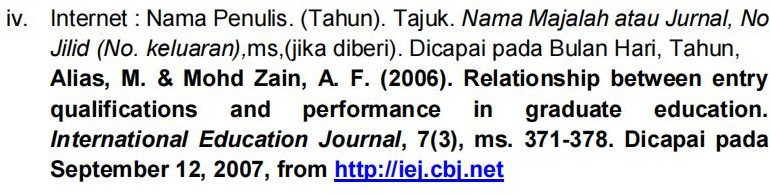 iv. Internet : Nama Penulis. (Tahun). Tajuk. Nama Majalah atau Jurnal, No
Jilid (No. keluaran),ms,(jika diberi). Dicapai pada Bulan Hari, Tahun,
Alias, M. & Mohd Zain, A. F. (2006). Relationship between entry
qualifications and performance in graduate education.
International Education Journal, 7(3), ms. 371-378. Dicapai pada
September 12, 2007, from http://iej.cbj.net